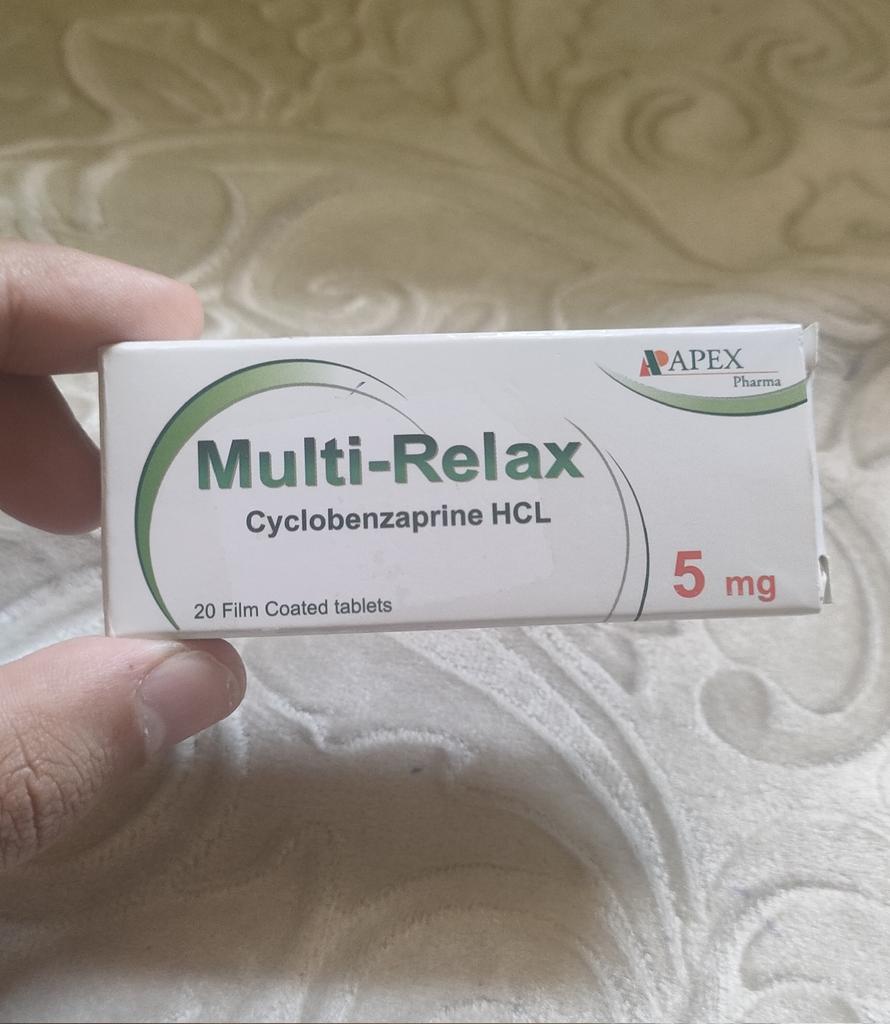 APEX
Pharma
Multi-Relax
Cyclobenzaprine HCL
5 mg
20 Film Coated tablets